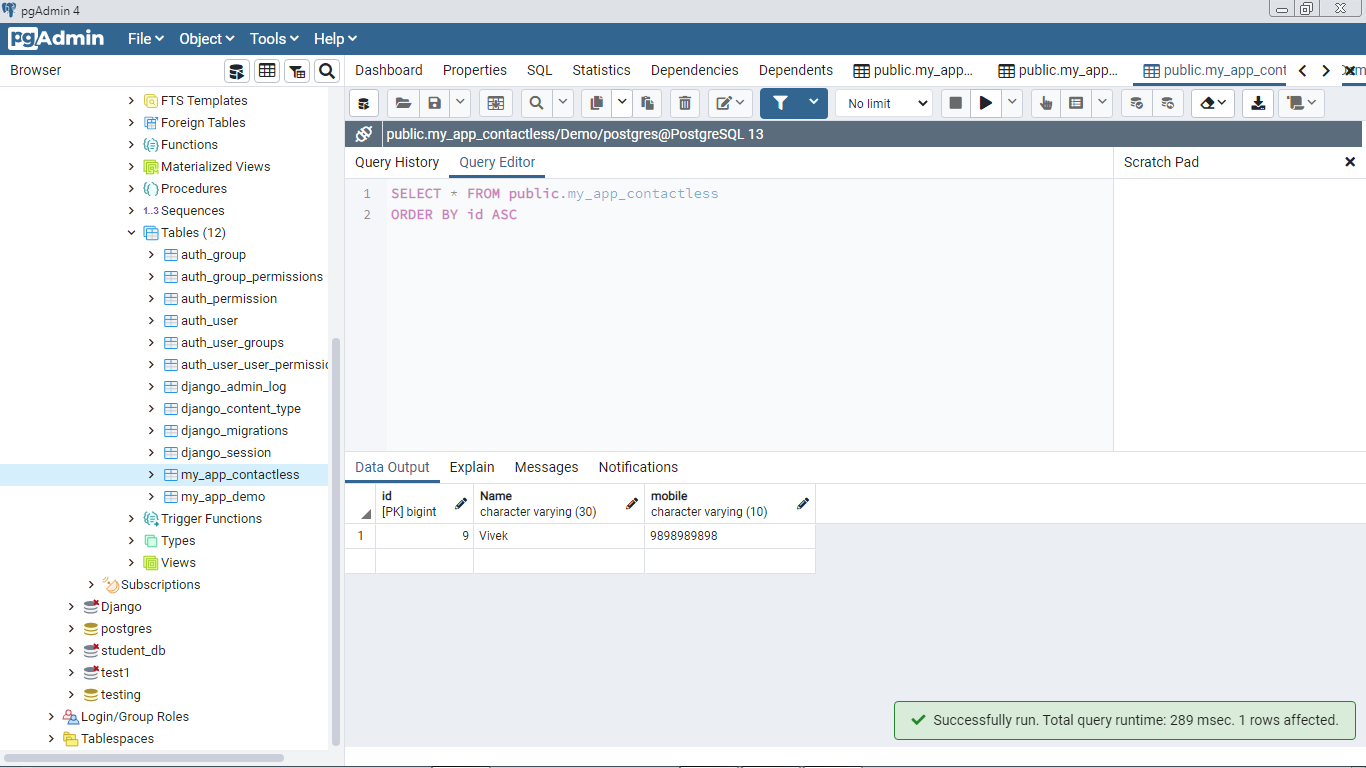 pgAdmin 4
pgAdmin File Object Tools Help
Browser
Dashboard Properties SQL Statistics Dependencies Dependents public.my_app... public.my_app... public.my_app_cont
No limit
public.my_app_contactless/Demo/postgres@PostgreSQL 13
Query History Query Editor
Scratch Pad
1 SELECT * FROM public.my_app_contactless
2 ORDER BY id ASC
FTS Templates
Foreign Tables
Functions
Materialized Views
Procedures
1..3 Sequences
Tables (12)
auth_group
auth_group_permissions
auth_permission
auth_user
auth_user_groups
auth_user_user_permissic
django_admin_log
django_content_type
django_migrations
django_session
my_app_contactless
my_app_demo
Trigger Functions
Types
Views
Subscriptions
Django
postgres
student_db
test1
testing
Login/Group Roles
Tablespaces
Data Output Explain Messages Notifications
id Name mobile
[PK] bigint character varying (30) character varying (10)
1 9 Vivek 9898989898
Successfully run. Total query runtime: 289 msec. 1 rows affected.